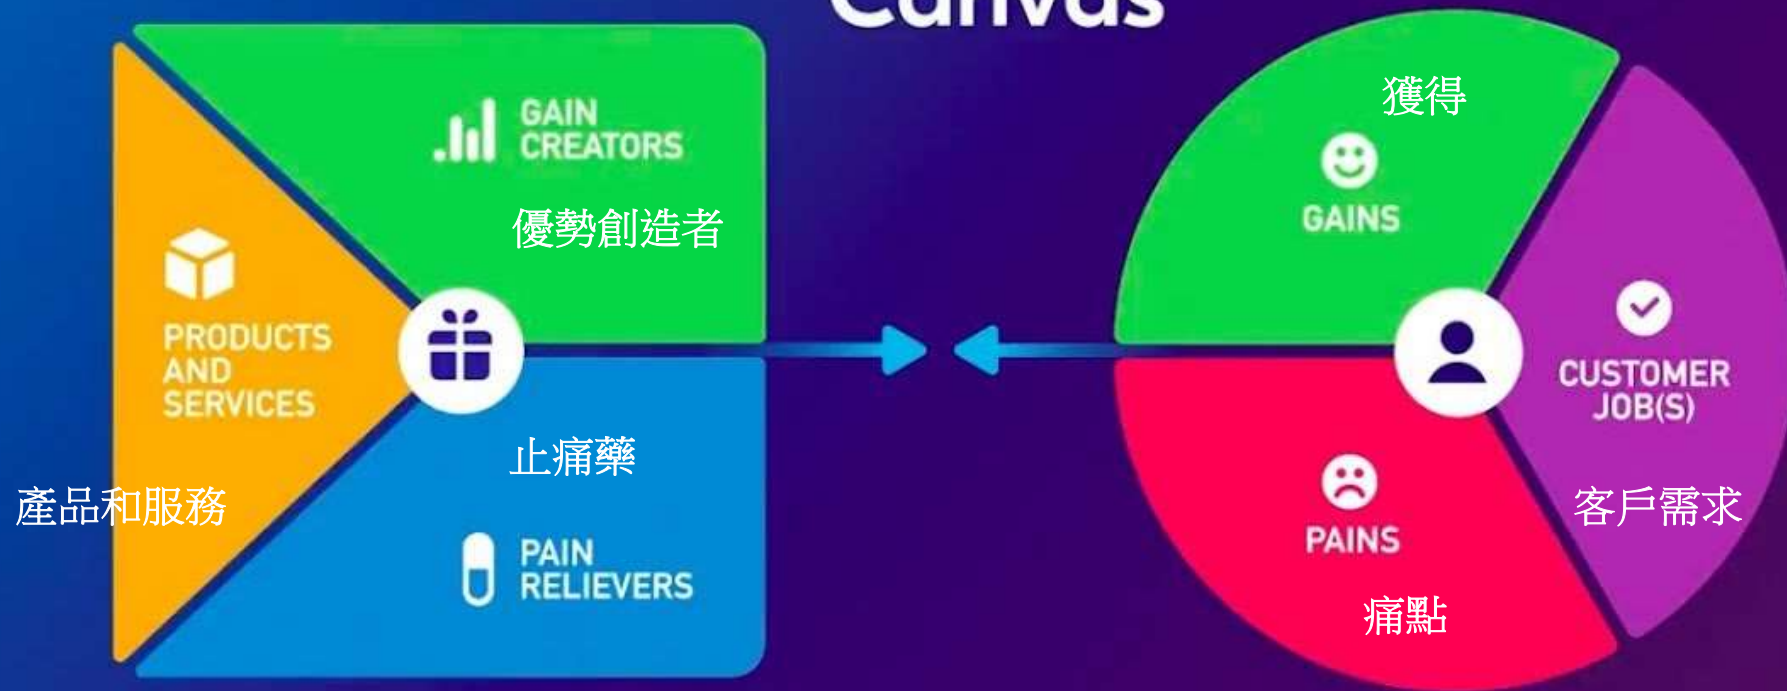 Canvas
GAIN
CREATORS
優勢創造者
PRODUCTS
AND
SERVICES
產品和服務
止痛藥
PAIN
RELIEVERS
獲得
GAINS
CUSTOMER
JOB(S)
客戶需求
PAINS
痛點